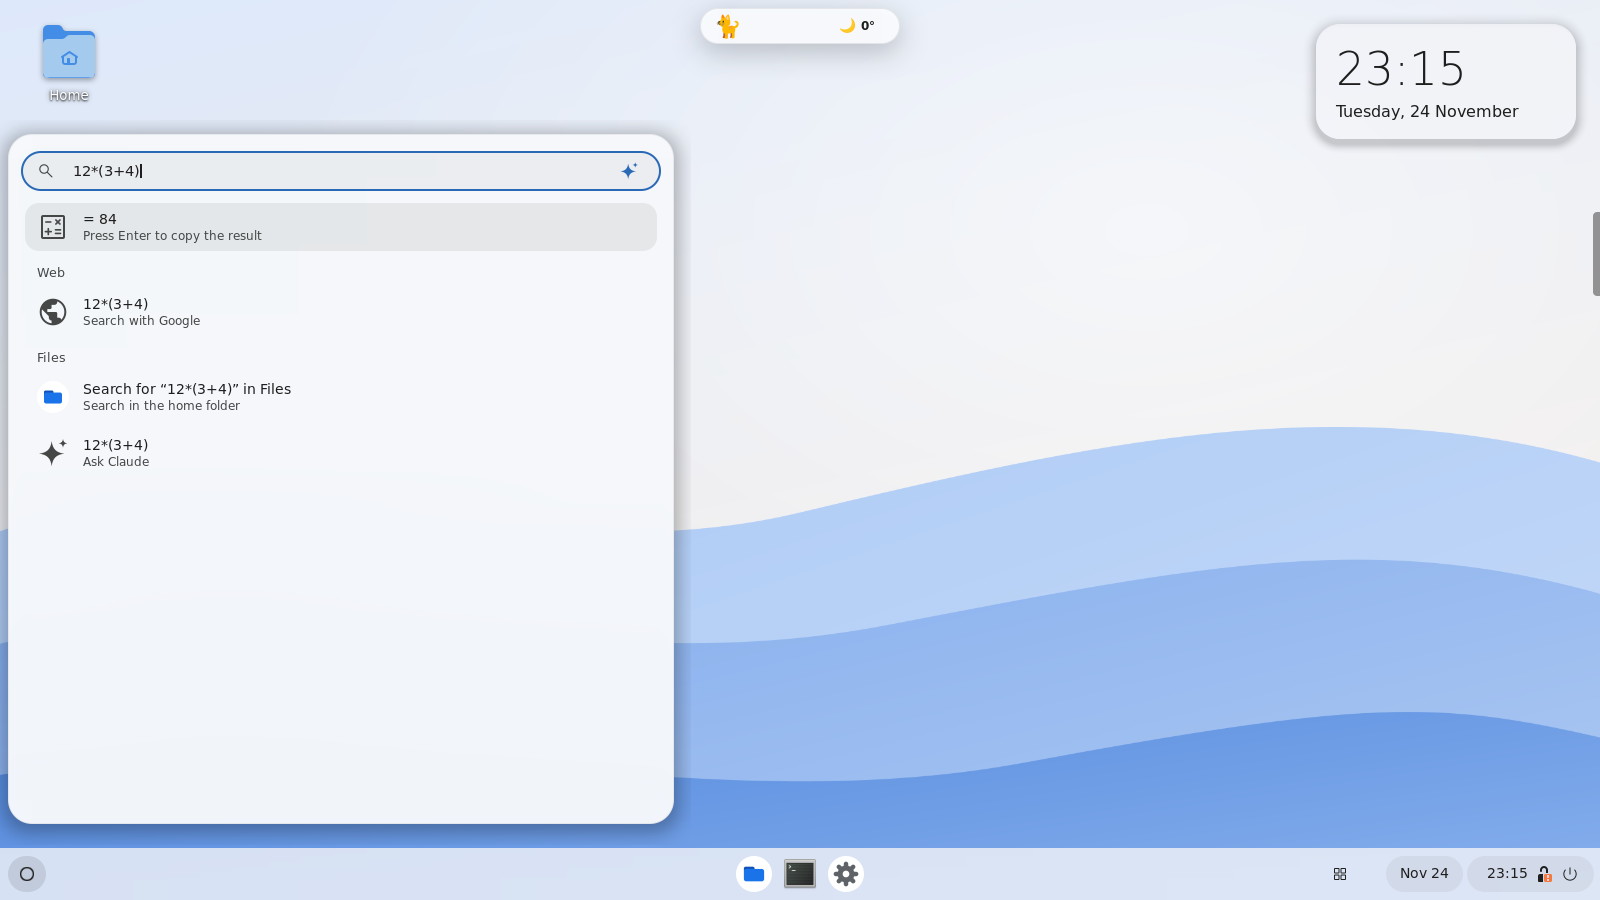 0°
Home
23:15
Tuesday, 24 November
12*(3+4)
= 84
Press Enter to copy the result
Web
12*(3+4)
Search with Google
Files
Search for “12*(3+4)” in Files
Search in the home folder
12*(3+4)
Ask Claude
Nov 24
23:15